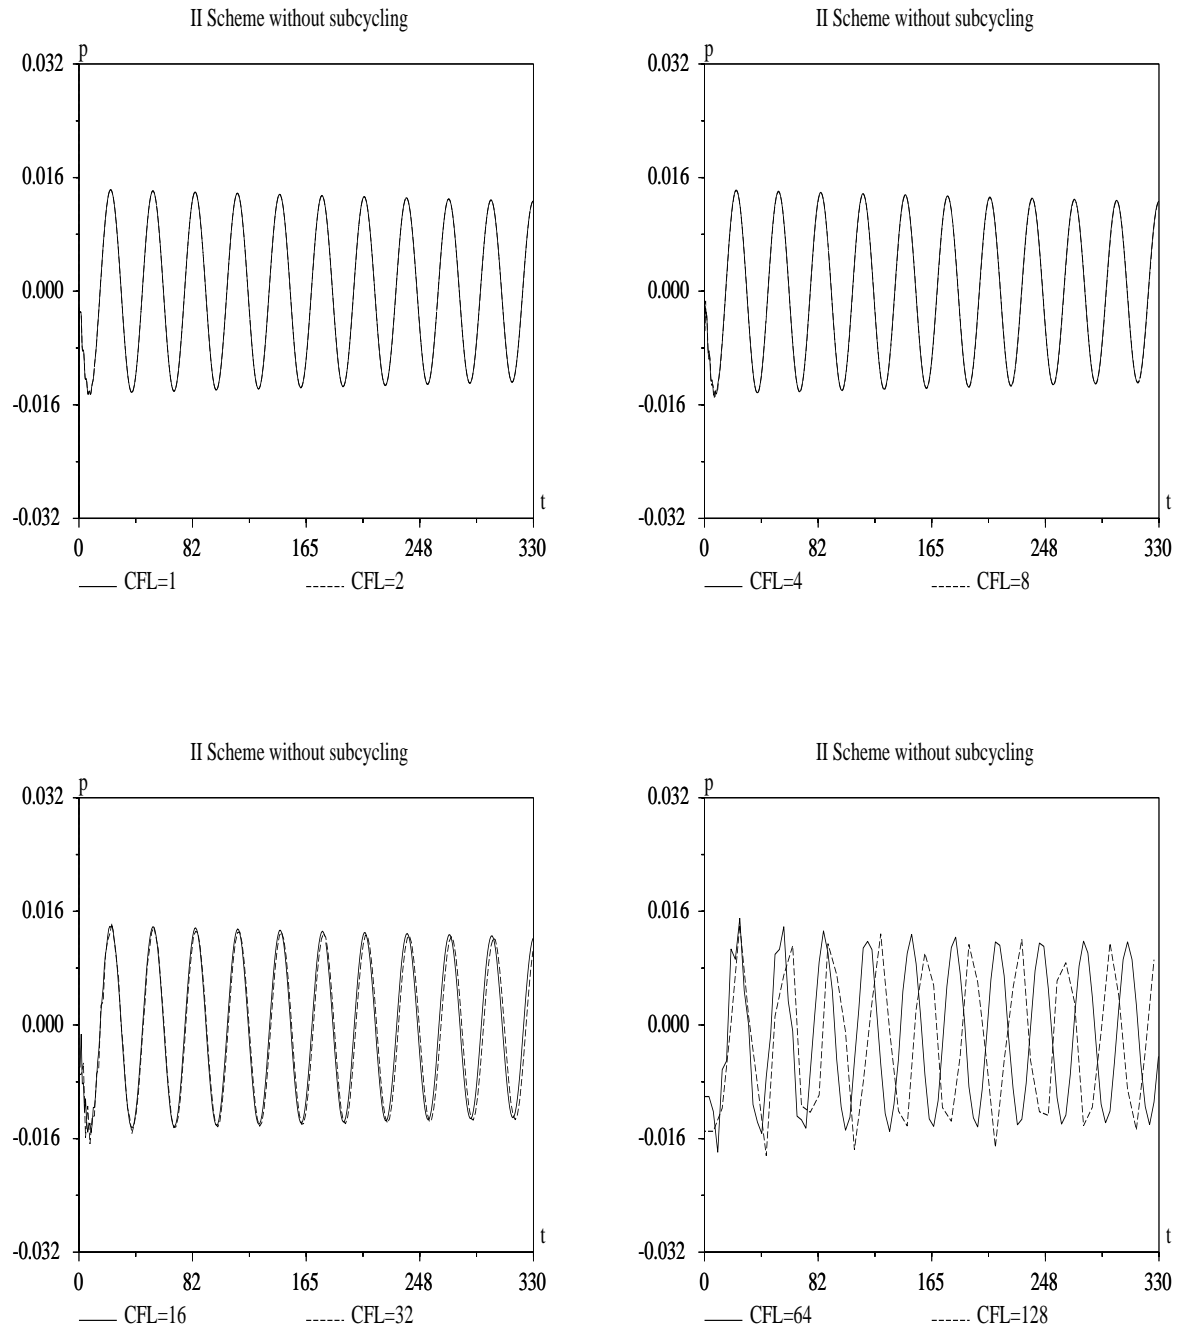 II Scheme without subcycling
p
0.032
0.016
0.000
-0.016
-0.032
t
0 82 165 248 330
CFL=1 CFL=2
II Scheme without subcycling
p
0.032
0.016
0.000
-0.016
-0.032
t
0 82 165 248 330
CFL=4 CFL=8
II Scheme without subcycling
p
0.032
0.016
0.000
-0.016
-0.032
t
0 82 165 248 330
CFL=16 CFL=32
II Scheme without subcycling
p
0.032
0.016
0.000
-0.016
-0.032
t
0 82 165 248 330
CFL=64 CFL=128